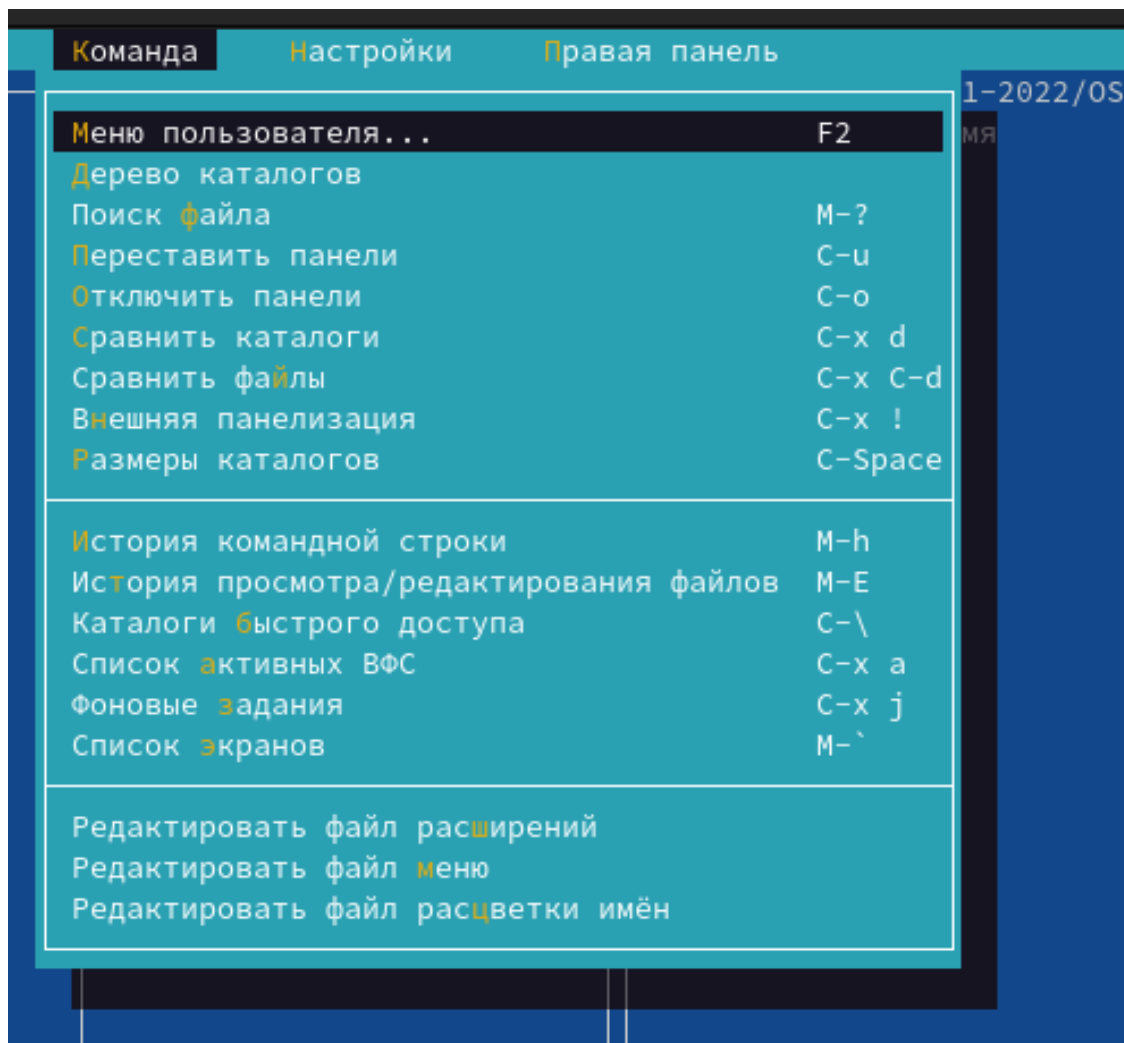 Команда Настройки Правая панель
1-2022/OS
Меню пользователя... F2
мя
Дерево каталогов
Поиск файла M-?
Переставить панели C-u
Отключить панели C-o
Сравнить каталоги C-x d
Сравнить файлы C-x C-d
Внешняя панелизация C-x !
Размеры каталогов C-Space
История командной строки M-h
История просмотра/редактирования файлов M-E
Каталоги быстрого доступа C-\
Список активных ВФС C-x a
Фоновые задания C-x j
Список экранов M-`
Редактировать файл расширений
Редактировать файл меню
Редактировать файл расцветки имён